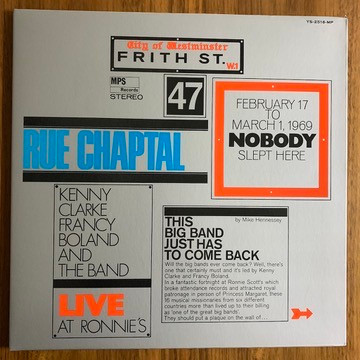 YS-2818-MP
City of Westminster
FRITH ST. W.1
MPS
Records
STEREO
47
RUE CHAPTAL
FEBRUARY 17
TO
MARCH 1, 1969
NOBODY
SLEPT HERE
KENNY
CLARKE
FRANCY
BOLAND
AND
THE BAND
LIVE
AT RONNIE'S
THIS
BIG BAND
JUST HAS
TO COME BACK
by Mike Hennessey
Will the big bands ever come back? Well, there's
one that certainly must and it's led by Kenny
Clarke and Francy Boland.
In a fantastic fortnight at Ronnie Scott's which
broke attendance records and attracted royal
patronage in person of Princess Margaret, these
16 musical missionaries from six different
countries more than lived up to their billing
as 'one of the great big bands'.
They should put a plaque on the wall of ...